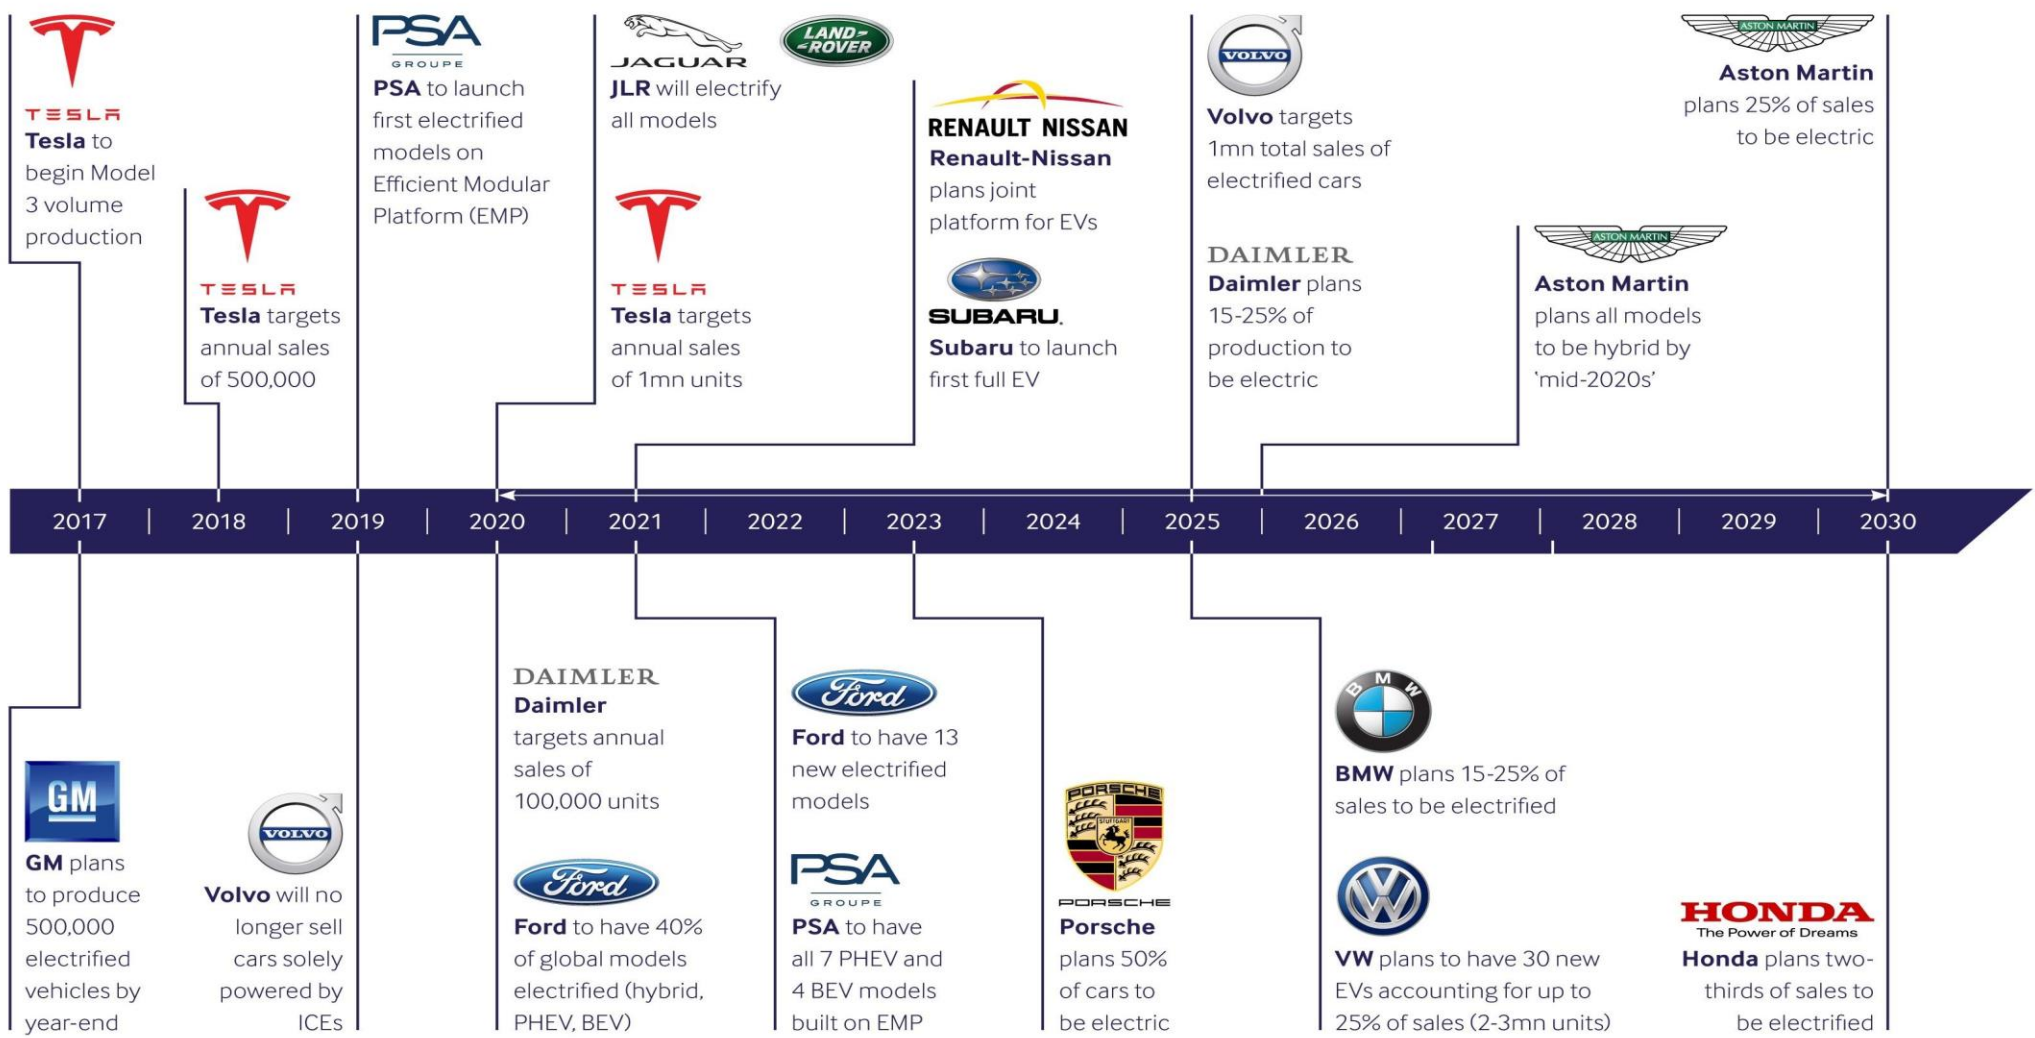 TESLA
Tesla to
begin Model
3 volume
production
TESLA
Tesla targets
annual sales
of 500,000
PSA
GROUPE
PSA to launch
first electrified
models on
Efficient Modular
Platform (EMP)
JAGUAR
LAND-
-ROVER
JLR will electrify
all models
TESLA
Tesla targets
annual sales
of 1mn units
RENAULT NISSAN
Renault-Nissan
plans joint
platform for EVs
SUBARU.
Subaru to launch
first full EV
VOLVO
Volvo targets
1mn total sales of
electrified cars
DAIMLER
Daimler plans
15-25% of
production to
be electric
ASTON MARTIN
Aston Martin
plans all models
to be hybrid by
'mid-2020s'
ASTON MARTIN
Aston Martin
plans 25% of sales
to be electric
2017 | 2018 | 2019 | 2020 | 2021 | 2022 | 2023 | 2024 | 2025 | 2026 | 2027 | 2028 | 2029 | 2030
GM
GM plans
to produce
500,000
electrified
vehicles by
year-end
VOLVO
Volvo will no
longer sell
cars solely
powered by
ICEs
DAIMLER
Daimler
targets annual
sales of
100,000 units
Ford
Ford to have 40%
of global models
electrified (hybrid,
PHEV, BEV)
Ford
Ford to have 13
new electrified
models
PSA
GROUPE
PSA to have
all 7 PHEV and
4 BEV models
built on EMP
PORSCHE
STUTTGART
PORSCHE
Porsche
plans 50%
of cars to
be electric
BMW
BMW plans 15-25% of
sales to be electrified
VW
VW plans to have 30 new
EVs accounting for up to
25% of sales (2-3mn units)
HONDA
The Power of Dreams
Honda plans two-
thirds of sales to
be electrified